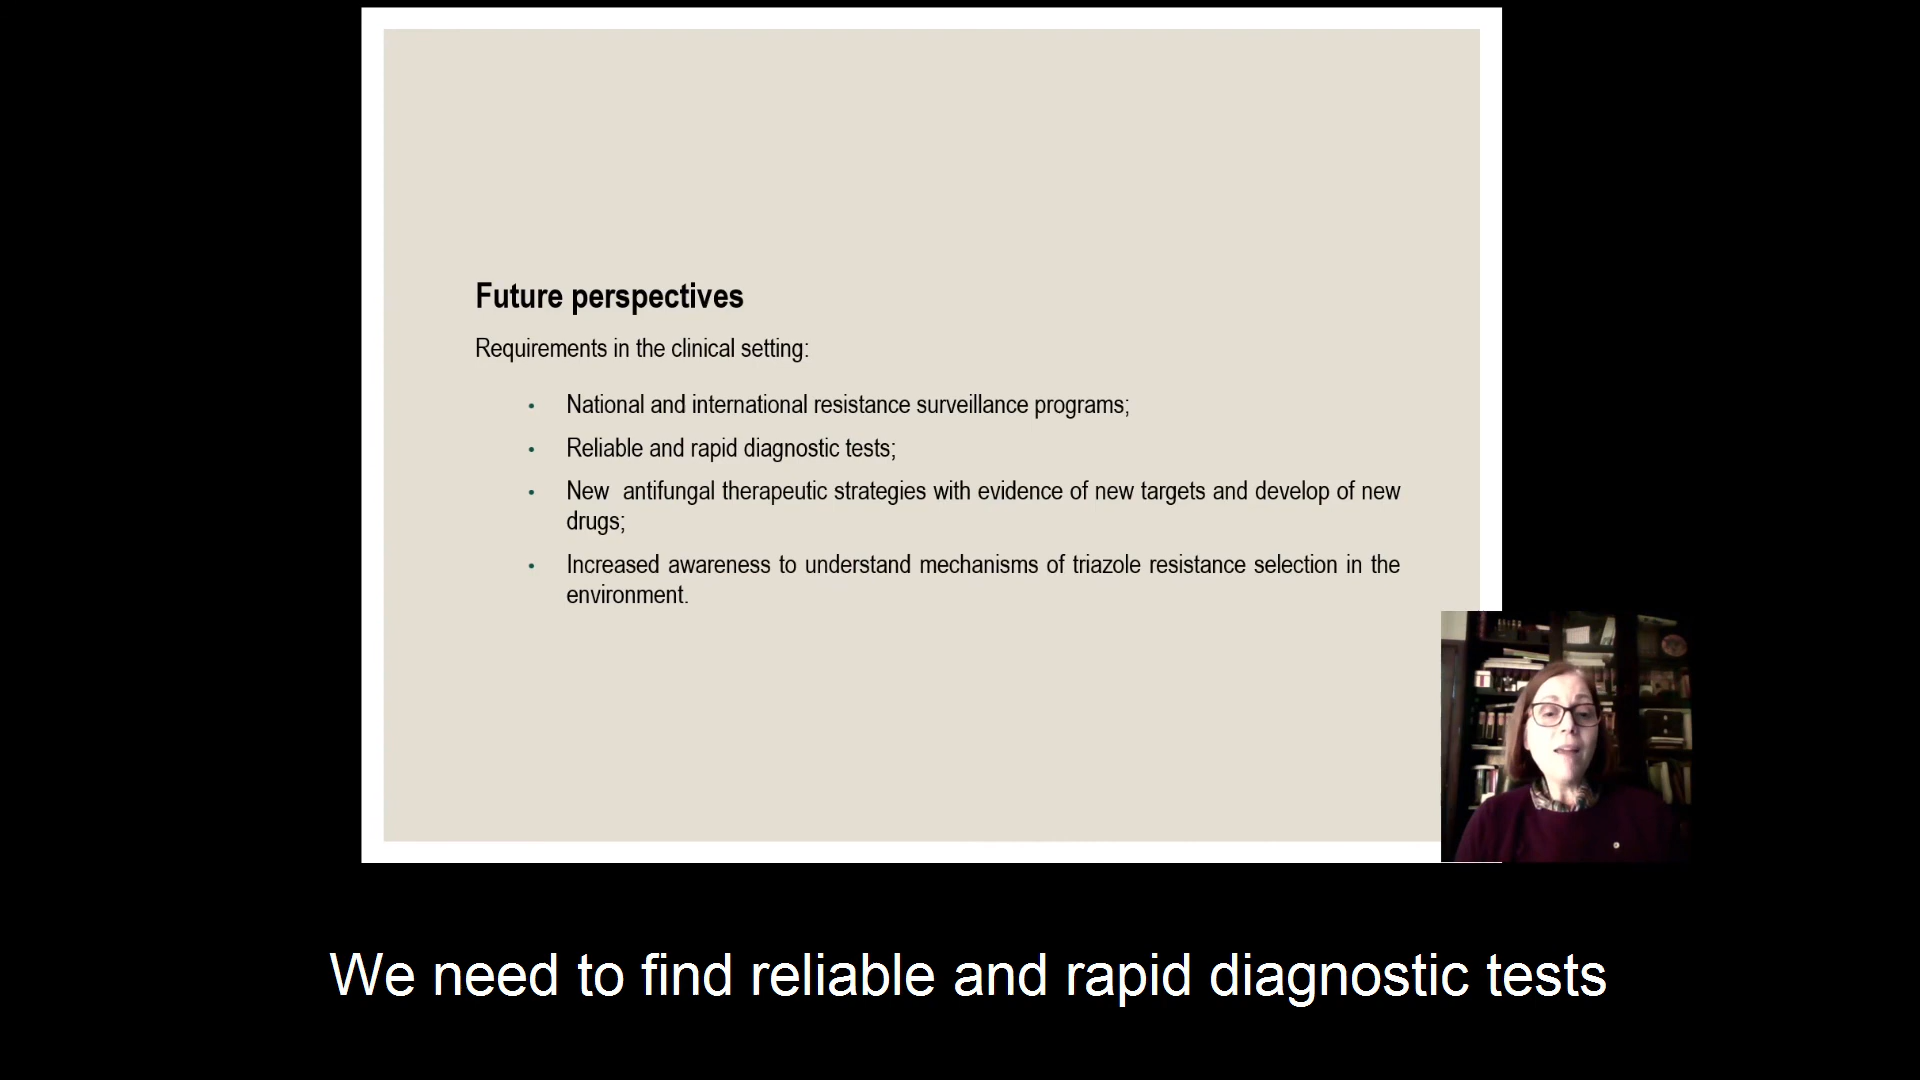 Future perspectives
Requirements in the clinical setting:
• National and international resistance surveillance programs;
• Reliable and rapid diagnostic tests;
• New antifungal therapeutic strategies with evidence of new targets and develop of new
drugs;
• Increased awareness to understand mechanisms of triazole resistance selection in the
environment.
We need to find reliable and rapid diagnostic tests